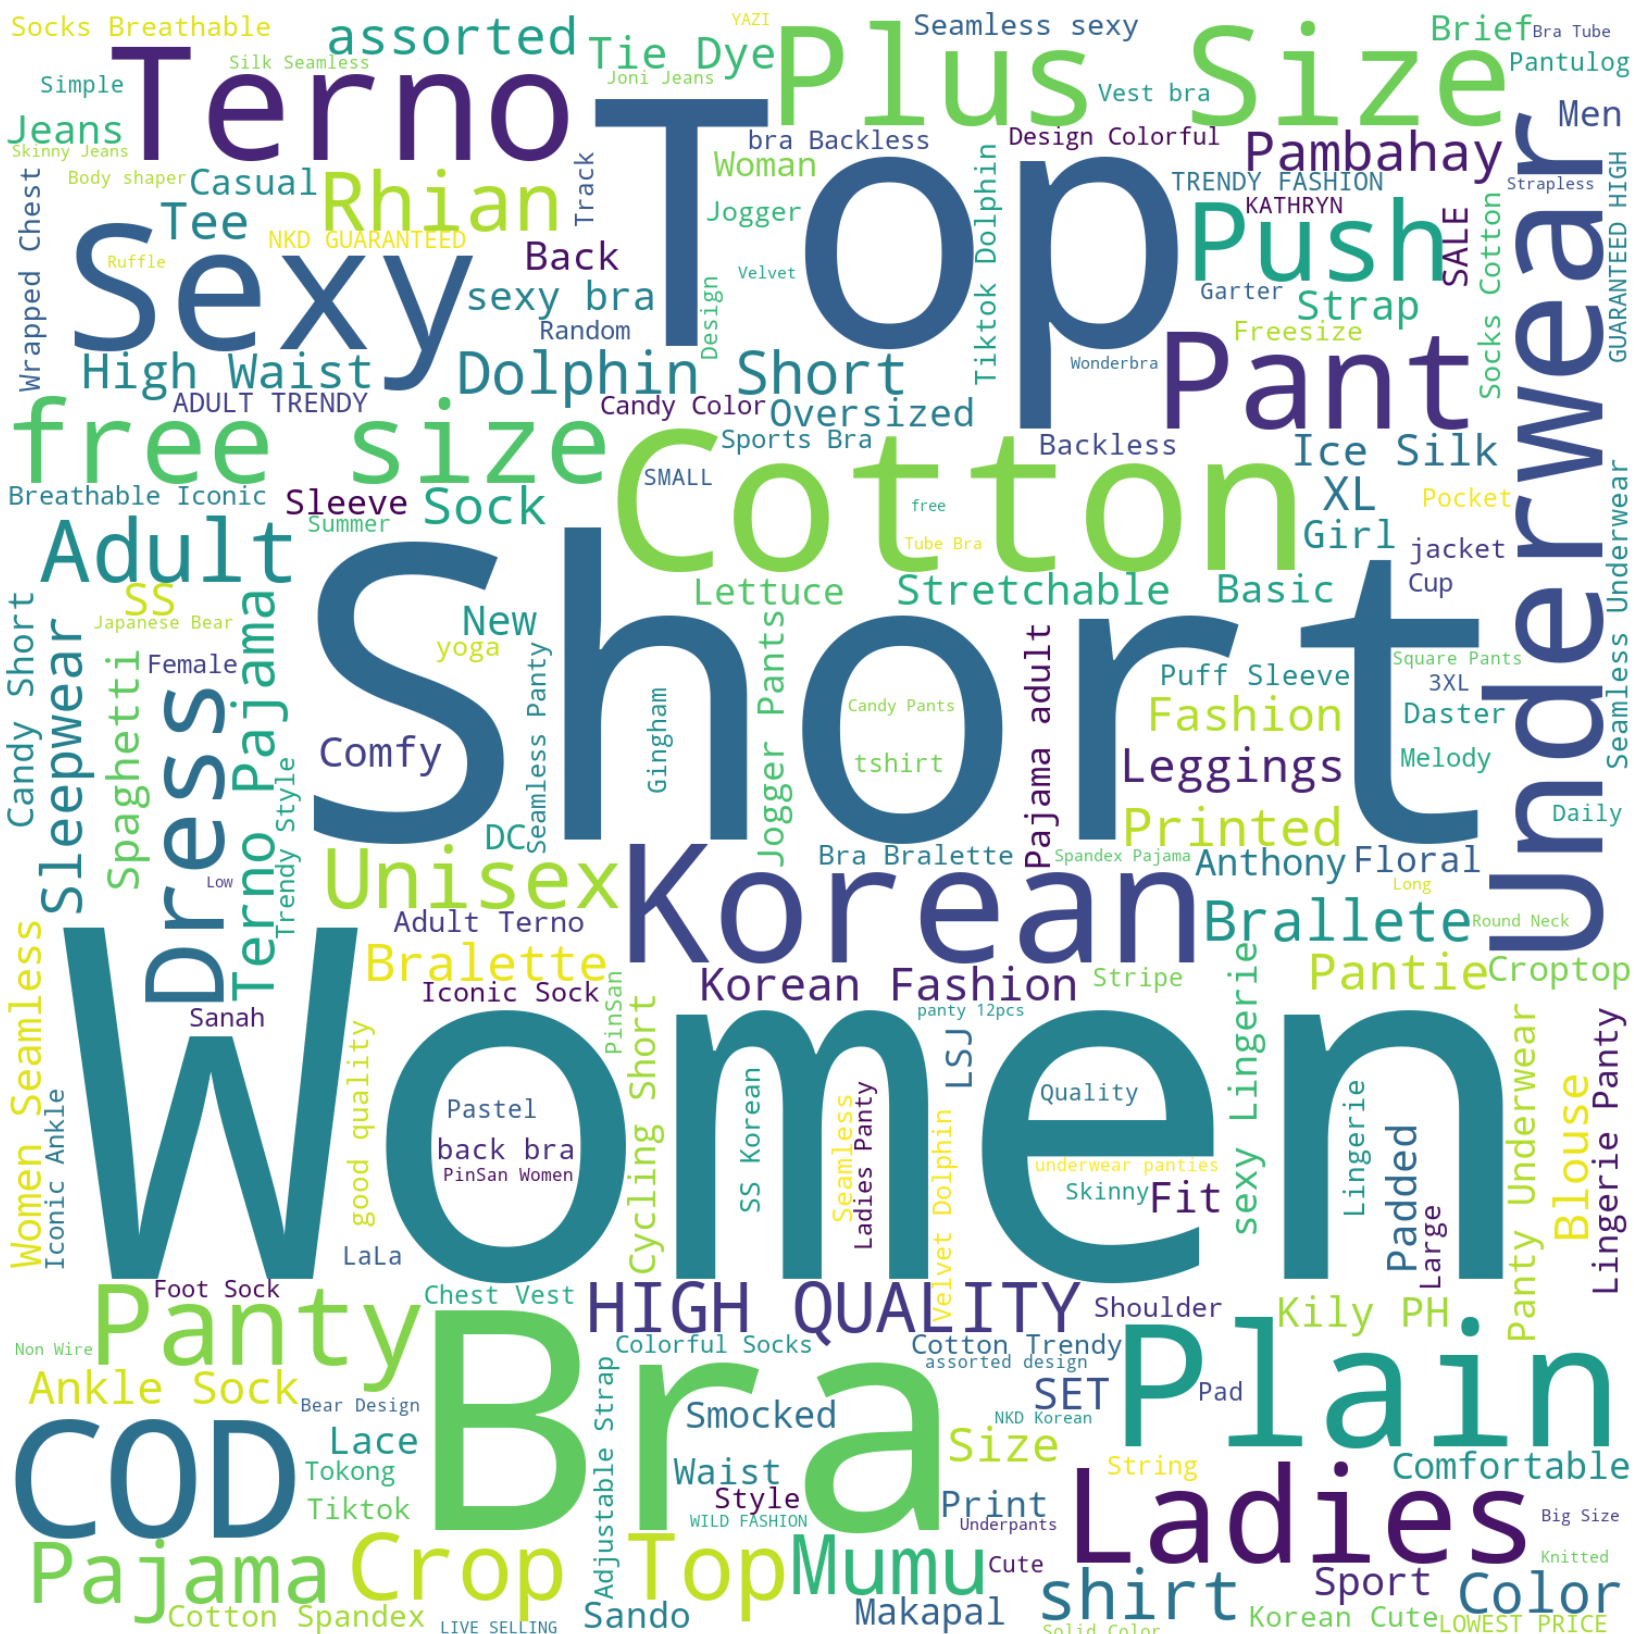 Socks Breathable
YAZI
Seamless sexy
Brief
Bra Tube
assorted
Tie Dye
Plus Size
Terno
Silk Seamless
Joni Jeans
Pantulog
Simple
Top
Vest bra
Men
Jeans
Skinny Jeans
bra Backless
Design Colorful
Pambahay
Underwear
Body shaper
Casual
Rhian
Track
Woman
Tiktok Dolphin
TRENDY FASHION
Strapless
GUARANTEED HIGH
Wrapped Chest
Tee
Jogger
KATHRYN
Push
SALE
Socks Cotton
Sexy
NKD GUARANTEED
Back
Ruffle
Velvet
sexy bra
Design
Garter
Strap
Random
Freesize
High Waist
Dolphin Short
Wonderbra
Pant
ADULT TRENDY
Candy Color
Oversized
free size
Cotton
Sports Bra
Backless
Ice Silk
SMALL
Breathable Iconic
Sleeve
Sock
XL
Pocket
Seamless Underwear
Summer
free
Tube Bra
Girl
jacket
Adult
Short
Lettuce
Stretchable
Basic
Cup
SS
Japanese Bear
New
yoga
Candy Short
Sleepwear
Spaghetti
Female
Dress
Terno Pajama
Seamless Panty
Gingham
Jogger Pants
Pajama adult
Puff Sleeve
Square Pants
3XL
Candy Pants
Fashion
Daster
Comfy
tshirt
Leggings
Melody
Trendy Style
Printed
Daily
DC
Unisex
Korean
Bra Bralette
Spandex Pajama
Anthony
Floral
Low
Long
Adult Terno
Brallete
Round Neck
Women Seamless
Women
Bralette
Pantie
Croptop
Iconic Sock
Korean Fashion
Stripe
Sanah
PinSan
panty 12pcs
sexy Lingerie
Panty Underwear
Lingerie Panty
Iconic Ankle
good quality
Cycling Short
LSJ
SS Korean
Seamless
Ladies Panty
Velvet Dolphin
Quality
Lingerie
Padded
Blouse
Pastel
back bra
PinSan Women
underwear panties
Skinny
Fit
Large
LaLa
Foot Sock
Panty
Chest Vest
HIGH QUALITY
Shoulder
Kily PH
Bra
Non Wire
Colorful Socks
Cotton Trendy
assorted design
Plain
Ankle Sock
Bear Design
Adjustable Strap
SET
Pad
COD
Smocked
NKD Korean
Lace
Size
Tokong
Waist
String
Comfortable
Tiktok
Style
Print
Ladies
WILD FASHION
Underpants
Big Size
Pajama
Crop Top
Mumu
Cute
Knitted
shirt
Sport
Color
Cotton Spandex
Sando
Makapal
Korean Cute
LIVE SELLING
Solid Color
LOWEST PRICE